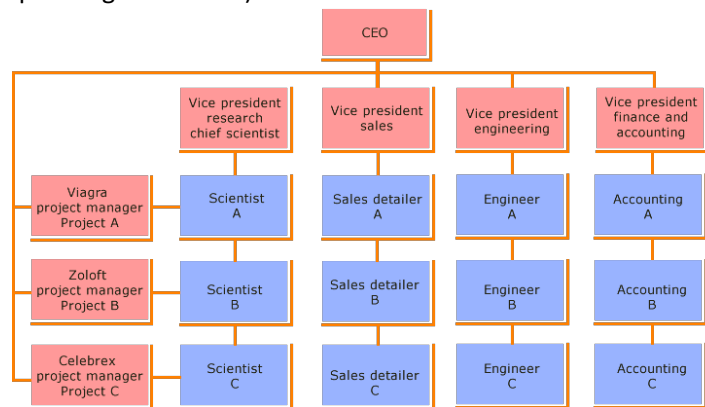 CEO
Vice president
research
chief scientist
Vice president
sales
Vice president
engineering
Vice president
finance and
accounting
Viagra
project manager
Project A
Scientist
A
Sales detailer
A
Engineer
A
Accounting
A
Zoloft
project manager
Project B
Scientist
B
Sales detailer
B
Engineer
B
Accounting
B
Celebrex
project manager
Project C
Scientist
C
Sales detailer
C
Engineer
C
Accounting
C